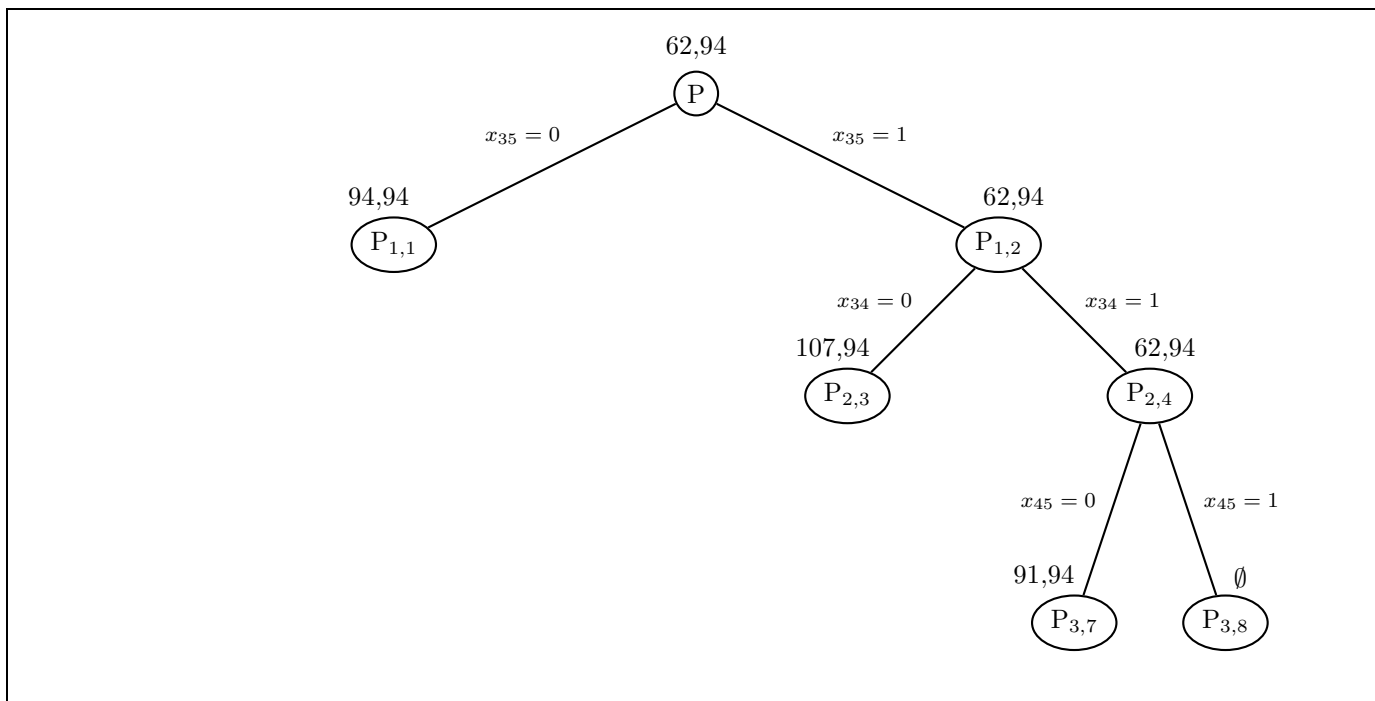 62,94
P
x₃₅ = 0
x₃₅ = 1
94,94
62,94
P₁,₁
P₁,₂
x₃₄ = 0
x₃₄ = 1
107,94
62,94
P₂,₃
P₂,₄
x₄₅ = 0
x₄₅ = 1
91,94
∅
P₃,₇
P₃,₈